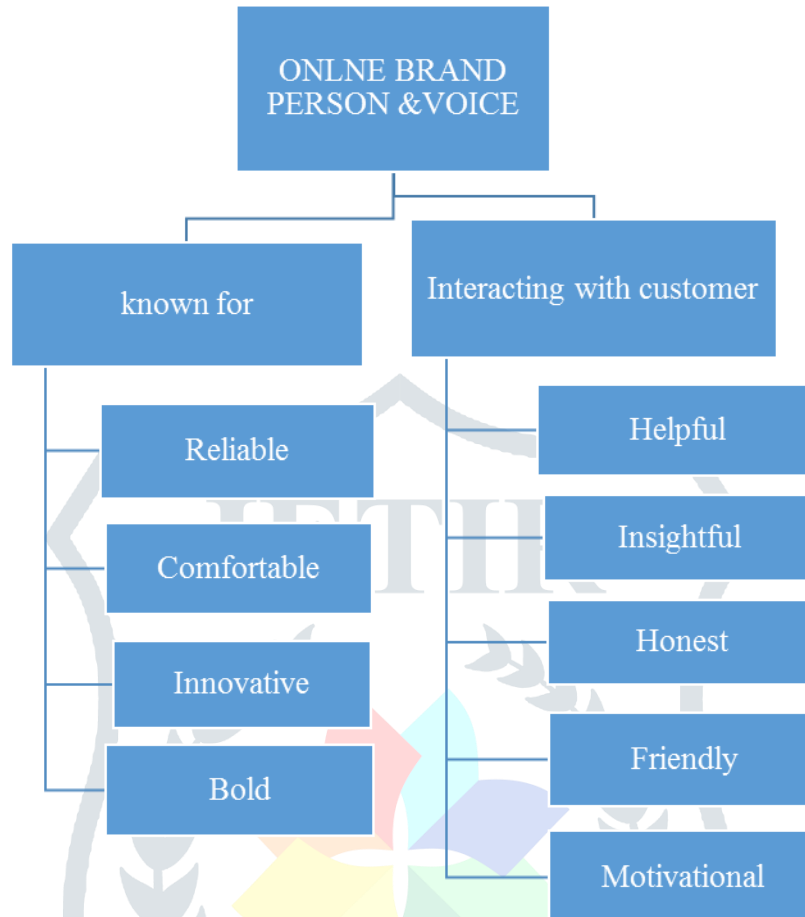 ONLNE BRAND
PERSON &VOICE
known for
Reliable
Comfortable
Innovative
Bold
Interacting with customer
Helpful
Insightful
Honest
Friendly
Motivational